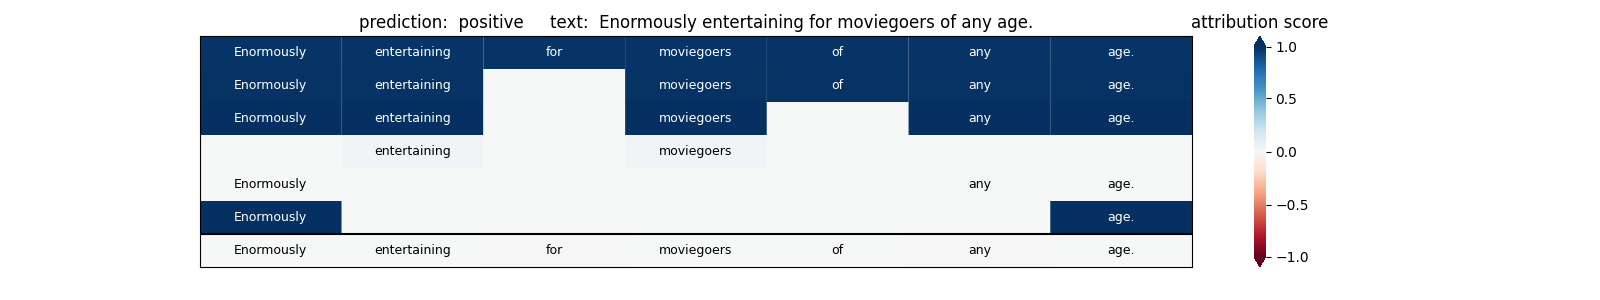 prediction:  positive     text:  Enormously entertaining for moviegoers of any age.
attribution score
Enormously entertaining for moviegoers of any age.
Enormously entertaining moviegoers of any age.
Enormously entertaining moviegoers any age.
entertaining moviegoers
Enormously any age.
Enormously age.
Enormously entertaining for moviegoers of any age.
1.0
0.5
0.0
−0.5
−1.0